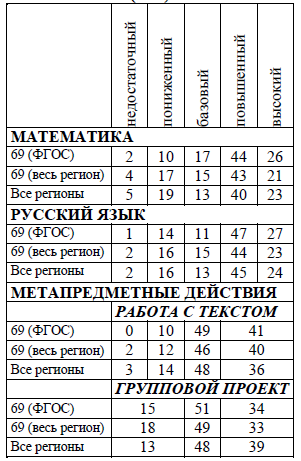 недостаточный пониженный базовый повышенный высокий
МАТЕМАТИКА
69 (ФГОС) 2 10 17 44 26
69 (весь регион) 4 17 15 43 21
Все регионы 5 19 13 40 23
РУССКИЙ ЯЗЫК
69 (ФГОС) 1 14 11 47 27
69 (весь регион) 2 16 15 44 23
Все регионы 2 16 13 45 24
МЕТАПРЕДМЕТНЫЕ ДЕЙСТВИЯ
РАБОТА С ТЕКСТОМ
69 (ФГОС) 0 10 49 41
69 (весь регион) 2 12 46 40
Все регионы 3 14 48 36
ГРУППОВОЙ ПРОЕКТ
69 (ФГОС) 15 51 34
69 (весь регион) 18 49 33
Все регионы 13 48 39